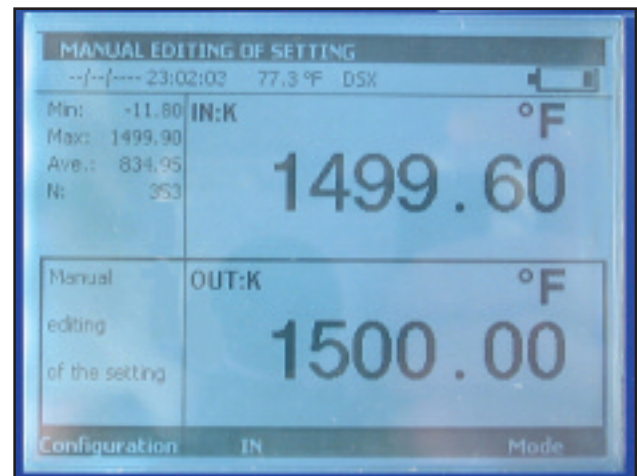 MANUAL EDITING OF SETTING
--/--/---- 23:02:03 77.3 °F DSX
Min: -11.80
Max: 1499.90
Ave.: 834.95
N: 353
IN:K °F
1499.60
Manual
editing
of the setting
OUT:K °F
1500.00
Configuration IN Mode